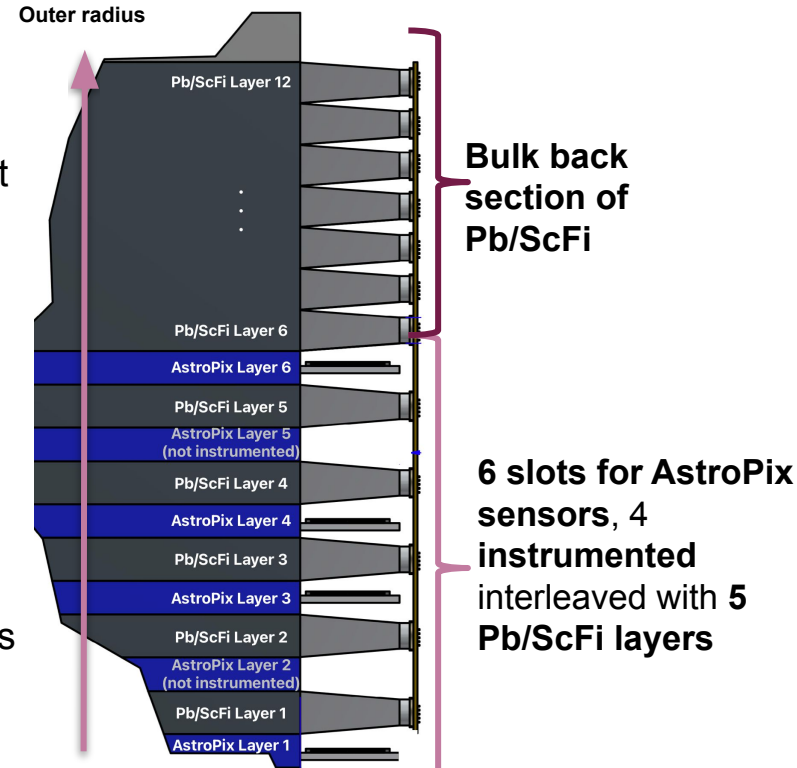 Outer radius
Pb/ScFi Layer 12
t
Bulk back
section of
Pb/ScFi
Pb/ScFi Layer 6
AstroPix Layer 6
Pb/ScFi Layer 5
AstroPix Layer 5
(not instrumented)
Pb/ScFi Layer 4
AstroPix Layer 4
6 slots for AstroPix
sensors, 4
instrumented
interleaved with 5
Pb/ScFi layers
Pb/ScFi Layer 3
AstroPix Layer 3
Pb/ScFi Layer 2
s
AstroPix Layer 2
(not instrumented)
Pb/ScFi Layer 1
AstroPix Layer 1